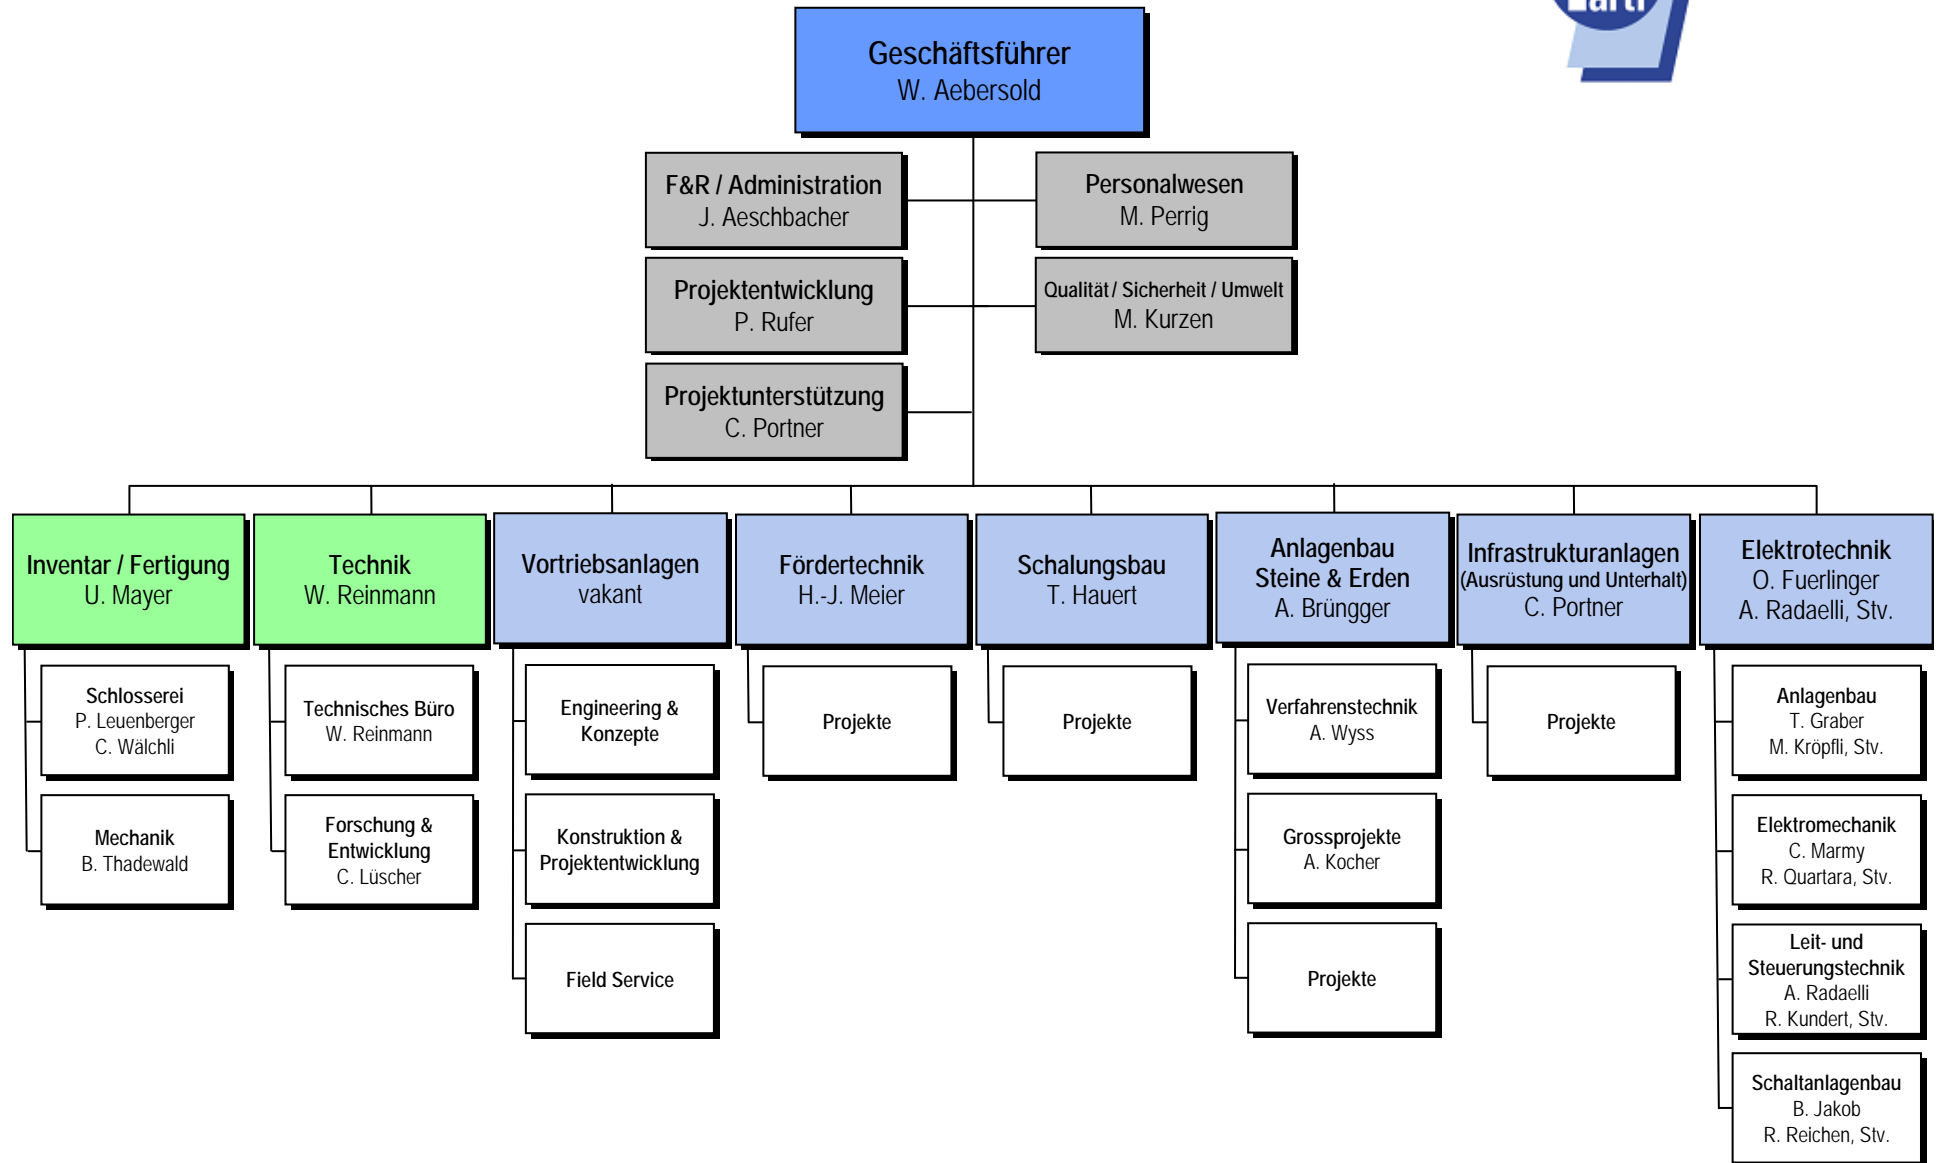 Geschäftsführer
W. Aebersold
F&R / Administration
J. Aeschbacher
Personalwesen
M. Perrig
Projektentwicklung
P. Rufer
Qualität / Sicherheit / Umwelt
M. Kurzen
Projektunterstützung
C. Portner
Inventar / Fertigung
U. Mayer
Technik
W. Reinmann
Vortriebsanlagen
vakant
Fördertechnik
H.-J. Meier
Schalungsbau
T. Hauert
Anlagenbau
Steine & Erden
A. Brüngger
Infrastrukturanlagen
(Ausrüstung und Unterhalt)
C. Portner
Elektrotechnik
O. Fuerlinger
A. Radaelli, Stv.
Schlosserei
P. Leuenberger
C. Wälchli
Mechanik
B. Thadewald
Technisches Büro
W. Reinmann
Forschung &
Entwicklung
C. Lüscher
Engineering &
Konzepte
Konstruktion &
Projektentwicklung
Field Service
Projekte
Projekte
Verfahrenstechnik
A. Wyss
Grossprojekte
A. Kocher
Projekte
Projekte
Anlagenbau
T. Graber
M. Kröpfli, Stv.
Elektromechanik
C. Marmy
R. Quartara, Stv.
Leit- und
Steuerungstechnik
A. Radaelli
R. Kundert, Stv.
Schaltanlagenbau
B. Jakob
R. Reichen, Stv.